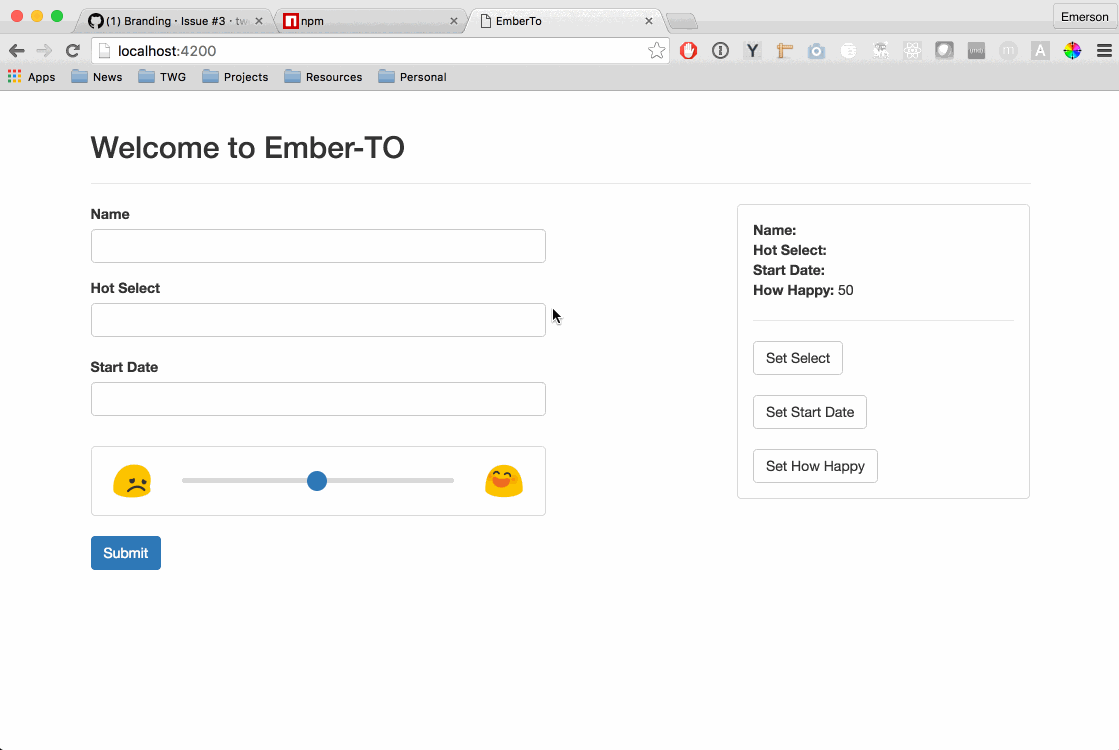 (1) Branding · Issue #3 · tw
npm
EmberTo
Emerson
localhost:4200
Apps
News
TWG
Projects
Resources
Personal
Welcome to Ember-TO
Name
Hot Select
Start Date
Submit
Name:
Hot Select:
Start Date:
How Happy: 50
Set Select
Set Start Date
Set How Happy